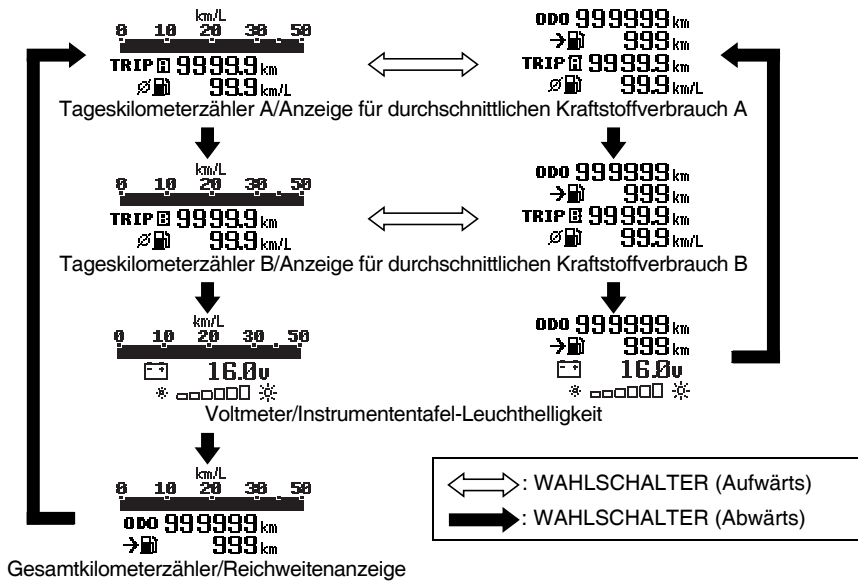 km/L
0 10 20 30 50
TRIP A 9999.9 km
99.9 km/L
ODO 999999 km
999 km
TRIP A 9999.9 km
99.9 km/L
Tageskilometerzähler A/Anzeige für durchschnittlichen Kraftstoffverbrauch A
km/L
0 10 20 30 50
TRIP B 9999.9 km
99.9 km/L
ODO 999999 km
999 km
TRIP B 9999.9 km
99.9 km/L
Tageskilometerzähler B/Anzeige für durchschnittlichen Kraftstoffverbrauch B
km/L
0 10 20 30 50
16.0v
ODO 999999 km
999 km
16.0v
Voltmeter/Instrumententafel-Leuchthelligkeit
km/L
0 10 20 30 50
ODO 999999 km
999 km
Gesamtkilometerzähler/Reichweitenanzeige
: WAHLSCHALTER (Aufwärts)
: WAHLSCHALTER (Abwärts)